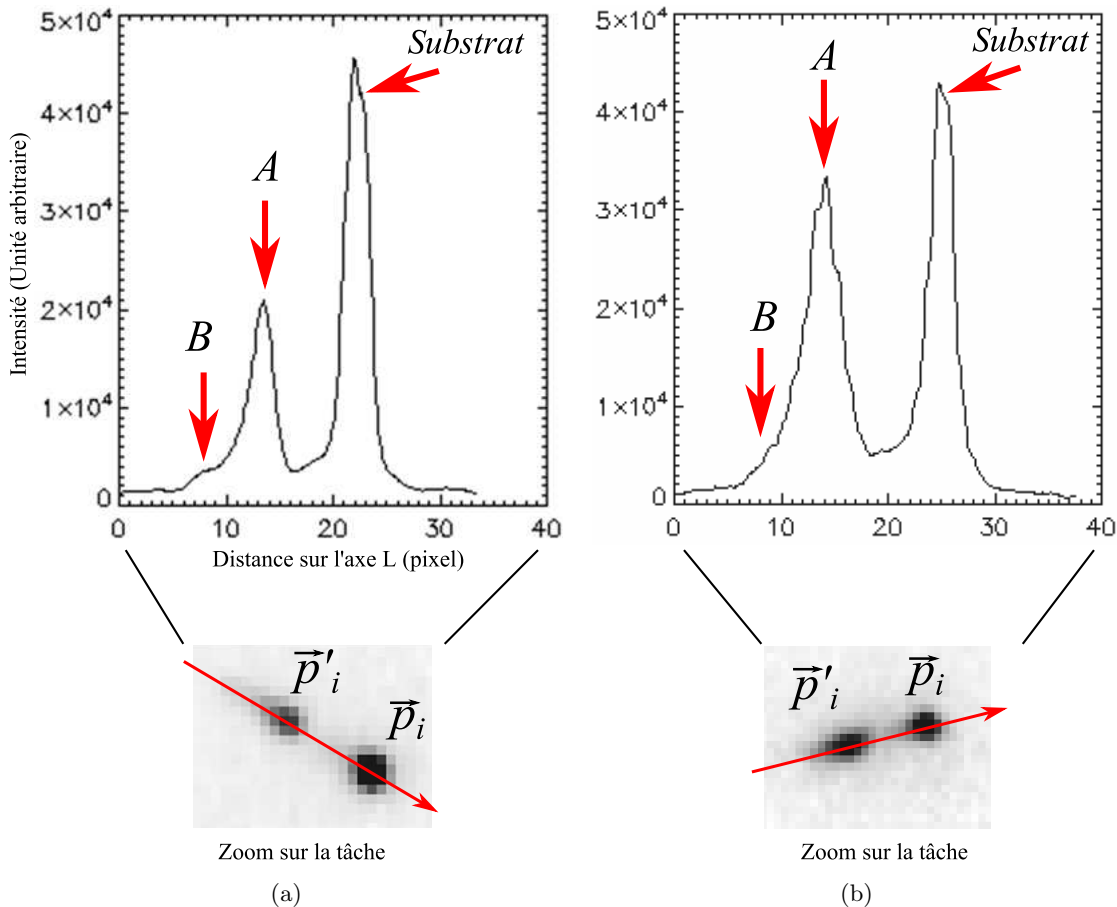 5×10⁴
4×10⁴
3×10⁴
2×10⁴
1×10⁴
0
Intensité (Unité arbitraire)
Substrat
A
B
0 10 20 30 40
Distance sur l'axe L (pixel)
5×10⁴
4×10⁴
3×10⁴
2×10⁴
1×10⁴
0
Substrat
A
B
0 10 20 30 40
p⃗'ᵢ
p⃗ᵢ
Zoom sur la tâche
(a)
p⃗'ᵢ
p⃗ᵢ
Zoom sur la tâche
(b)